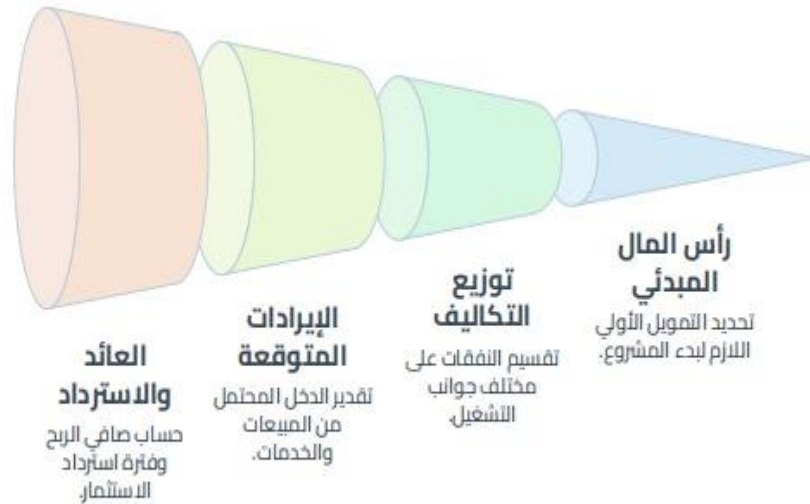 رأس المال
المبدئي
تحديد التمويل الأولي
اللازم لبدء المشروع.
توزيع
التكاليف
تقسيم النفقات على
مختلف جوانب
التشغيل.
الإيرادات
المتوقعة
تقدير الدخل المحتمل
من المبيعات
والخدمات.
العائد
والاسترداد
حساب صافي الربح
وفترة استرداد
الاستثمار.